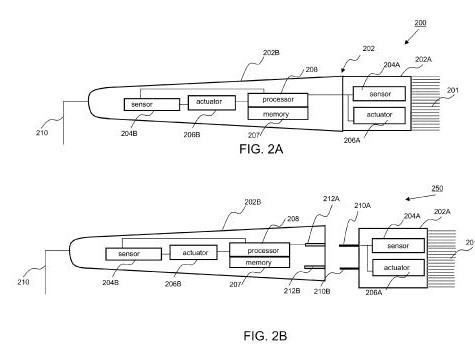 200
202B
202
202A
208
204A
sensor
actuator
processor
memory
sensor
actuator
201
210
204B
206B
207
206A
FIG. 2A
250
212A
210A
202B
208
202A
204A
sensor
actuator
processor
memory
sensor
actuator
210
204B
206B
207
212B
210B
206A
FIG. 2B